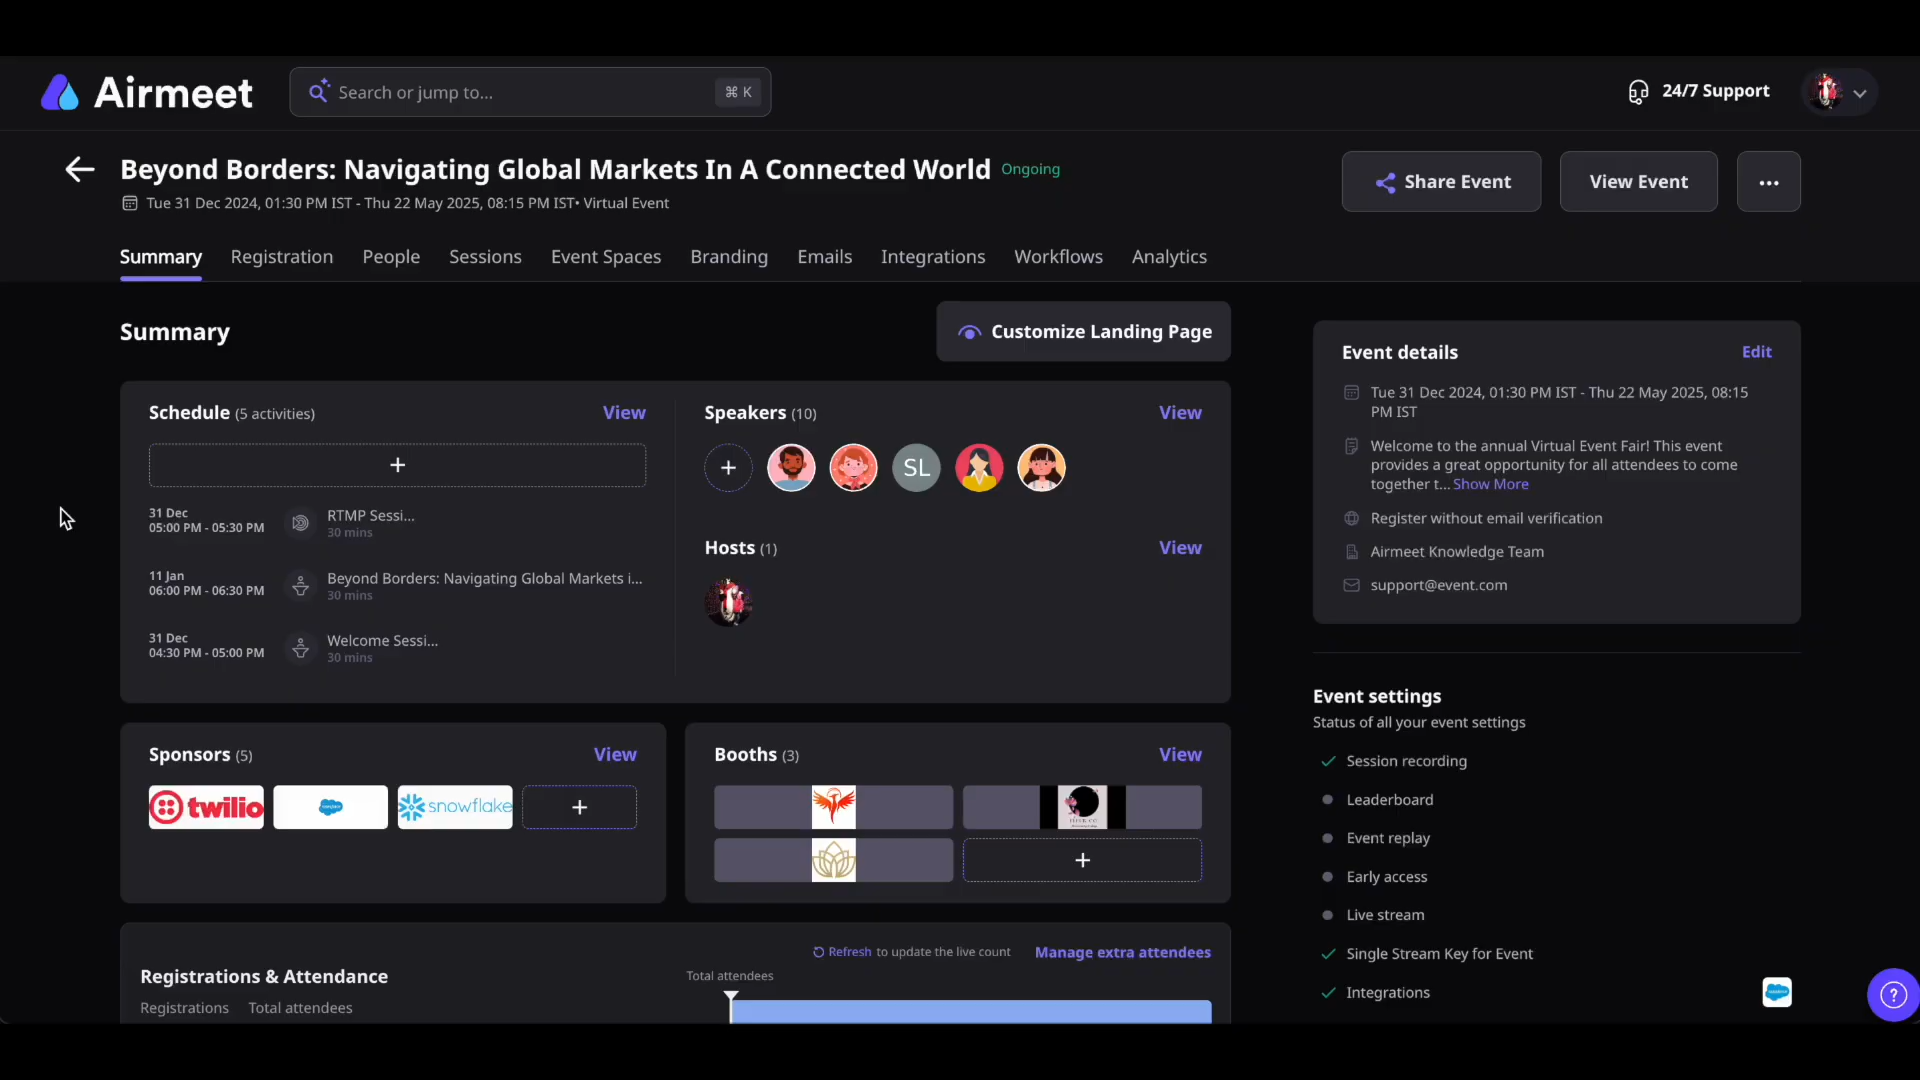 Airmeet
Search or jump to...
⌘ K
24/7 Support
Beyond Borders: Navigating Global Markets In A Connected World
Ongoing
Tue 31 Dec 2024, 01:30 PM IST - Thu 22 May 2025, 08:15 PM IST• Virtual Event
Share Event
View Event
...
Summary
Registration
People
Sessions
Event Spaces
Branding
Emails
Integrations
Workflows
Analytics
Summary
Customize Landing Page
Schedule (5 activities)
View
+
31 Dec
05:00 PM - 05:30 PM
RTMP Sessi...
30 mins
11 Jan
06:00 PM - 06:30 PM
Beyond Borders: Navigating Global Markets i...
30 mins
31 Dec
04:30 PM - 05:00 PM
Welcome Sessi...
30 mins
Speakers (10)
View
+
SL
Hosts (1)
View
Sponsors (5)
View
twilio
snowflake
+
Booths (3)
View
+
Refresh to update the live count
Manage extra attendees
Registrations & Attendance
Total attendees
Registrations
Total attendees
Event details
Edit
Tue 31 Dec 2024, 01:30 PM IST - Thu 22 May 2025, 08:15
PM IST
Welcome to the annual Virtual Event Fair! This event
provides a great opportunity for all attendees to come
together t... Show More
Register without email verification
Airmeet Knowledge Team
support@event.com
Event settings
Status of all your event settings
Session recording
Leaderboard
Event replay
Early access
Live stream
Single Stream Key for Event
Integrations
?